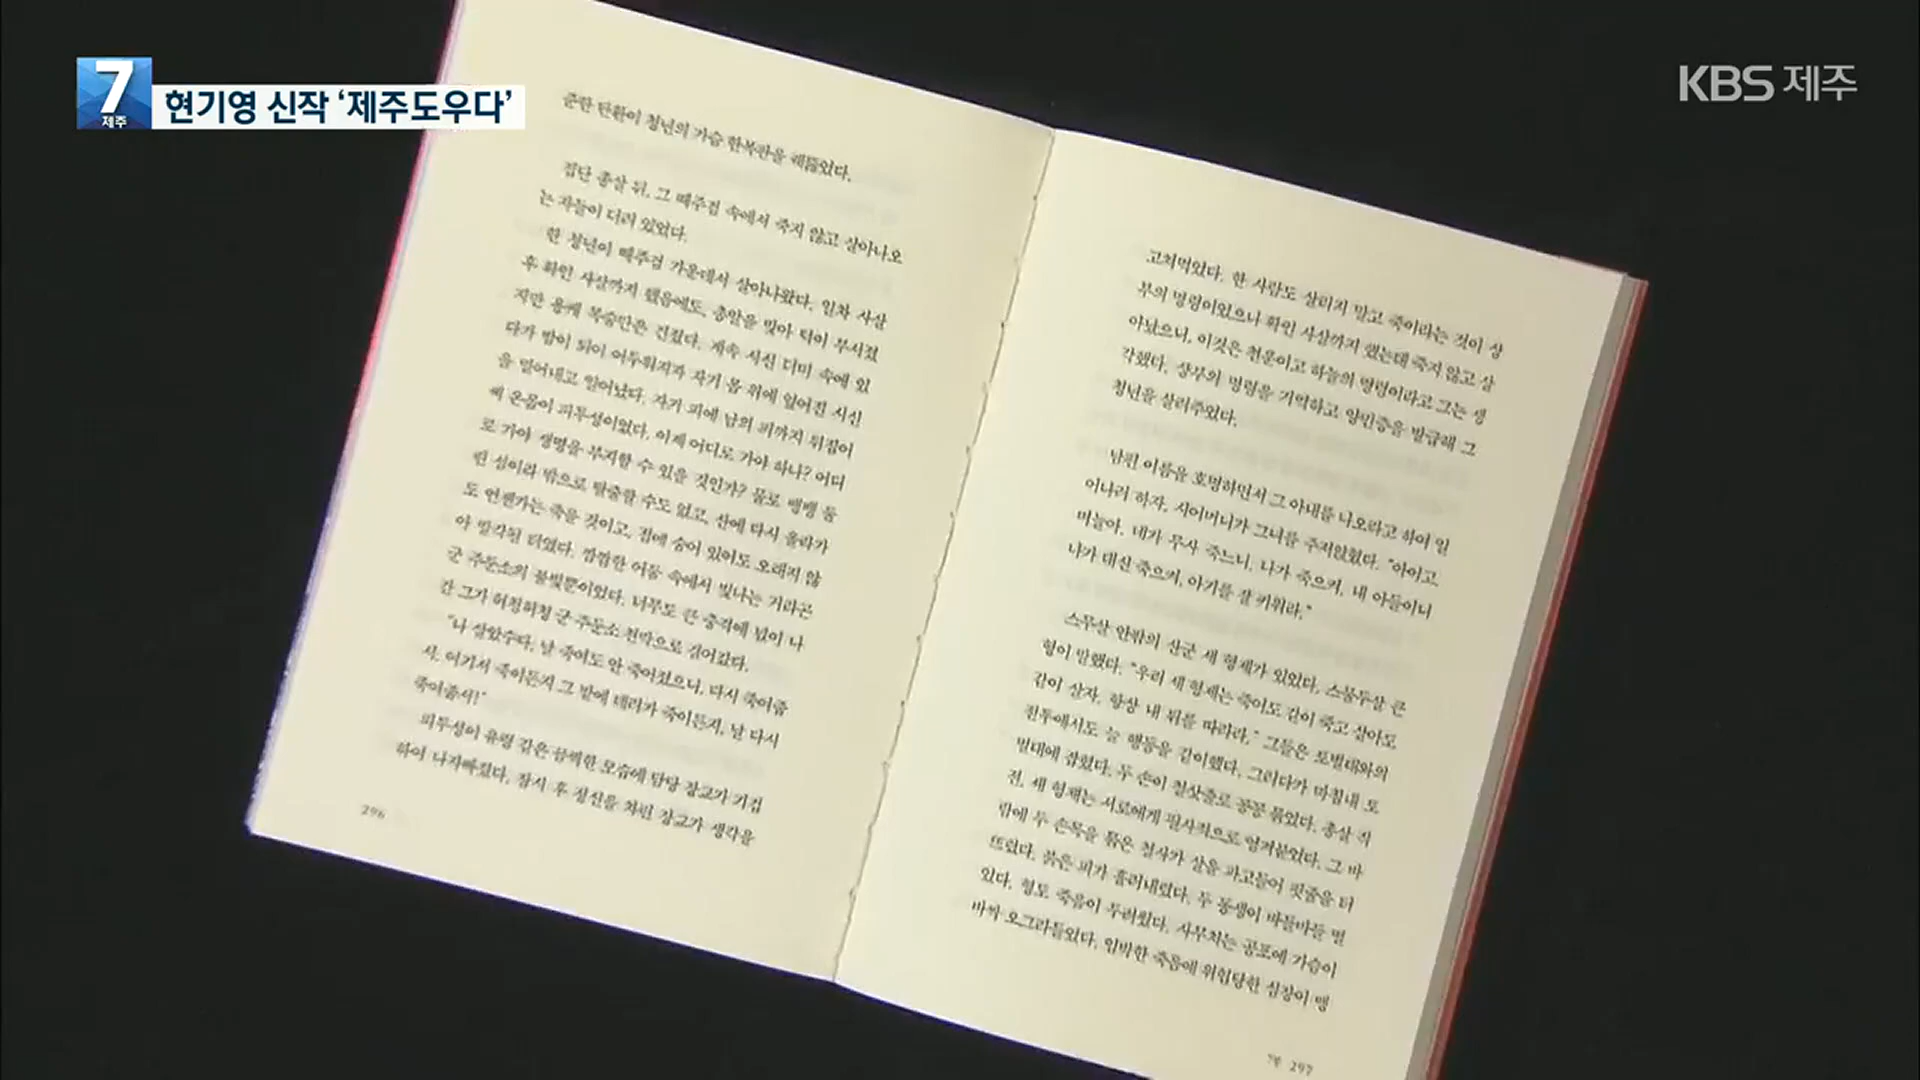 7
제주
현기영 신작 ‘제주도우다’
KBS 제주
준한 탄환이 청년의 가슴 한복판을 꿰뚫었다.
집단 총살 뒤, 그 떼주검 속에서 죽지 않고 살아나오
는 자들이 더러 있었다.
한 청년이 떼주검 가운데서 살아나왔다. 일차 사살
후 확인 사살까지 했음에도, 총알을 맞아 턱이 부서졌
지만 용케 목숨만은 건졌다. 계속 시신 더미 속에 있
다가 밤이 되어 어두워지자 자기 몸 위에 엎어진 시신
을 밀어내고 일어났다. 자기 피에 남의 피까지 뒤집어
써 온몸이 피투성이었다. 이제 어디로 가야 하나? 어디
로 가야 생명을 부지할 수 있을 것인가? 물로 뱅뱅 둘
린 섬이라 밖으로 탈출할 수도 없고, 산에 다시 올라가
도 언젠가는 죽을 것이고, 집에 숨어 있어도 오래지 않
아 발각될 터였다. 깜깜한 어둠 속에서 빛나는 거라곤
군 주둔소의 불빛뿐이었다. 너무도 큰 충격에 넋이 나
간 그가 허청허청 군 주둔소 천막으로 걸어갔다.
“나 살았수다. 날 죽여도 안 죽어졌으니, 다시 죽여줍
서. 여기서 죽이든지 그 밭에 데려가 죽이든지, 날 다시
죽여줍서!”
피투성이 유령 같은 끔찍한 모습에 담당 장교가 기겁
하여 나자빠졌다. 잠시 후 정신을 차린 장교가 생각을
296
고쳐먹었다. 한 사람도 살리지 말고 죽이라는 것이 상
부의 명령이었으나 확인 사살까지 했는데 죽지 않고 살
아났으니, 이것은 천운이고 하늘의 명령이라고 그는 생
각했다. 상부의 명령을 기억하고 양민증을 발급해 그
청년을 살려주었다.
남편 이름을 호명하면서 그 아내를 나오라고 하여 일
어나려 하자, 시어머니가 그녀를 주저앉혔다. “아이고,
며늘아, 네가 무사 죽느니, 나가 죽으켜, 내 아들이니
나가 대신 죽으켜, 아기를 잘 키워라.”
스무살 안팎의 산군 세 형제가 있었다. 스물두살 큰
형이 말했다. “우리 세 형제는 죽어도 같이 죽고 살아도
같이 살자. 항상 내 뒤를 따라라.” 그들은 토벌대와의
전투에서도 늘 행동을 같이했다. 그러다가 마침내 토
벌대에 잡혔다. 두 손이 철삿줄로 꽁꽁 묶였다. 총살 직
전, 세 형제는 서로에게 필사적으로 엉겨붙었다. 그 바
람에 두 손목을 묶은 철사가 살을 파고들어 핏줄을 터
뜨렸다. 붉은 피가 흘러내렸다. 두 동생이 바들바들 떨
었다. 형도 죽음이 두려웠다. 사무치는 공포에 가슴이
바싹 오그라들었다. 임박한 죽음에 위협당한 심장이 맹
297